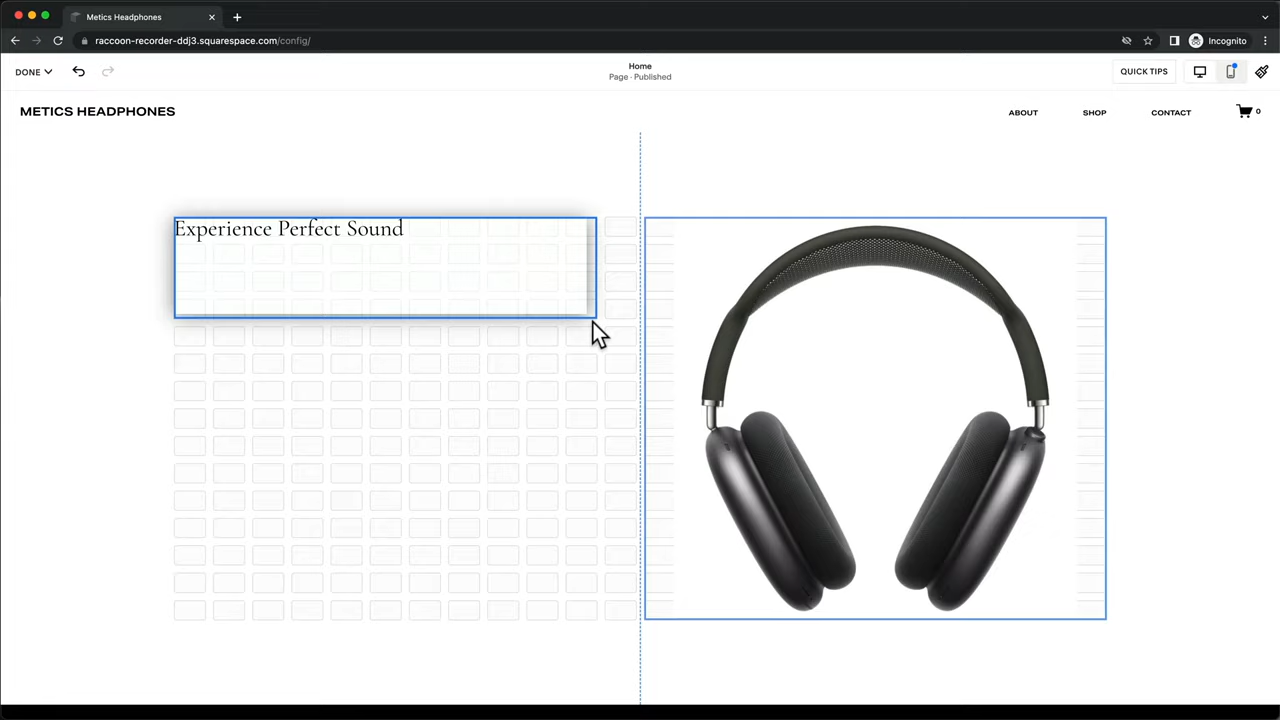 Metics Headphones
raccoon-recorder-ddj3.squarespace.com/config/
Incognito
DONE
Home
Page · Published
QUICK TIPS
METICS HEADPHONES
ABOUT
SHOP
CONTACT
0
Experience Perfect Sound